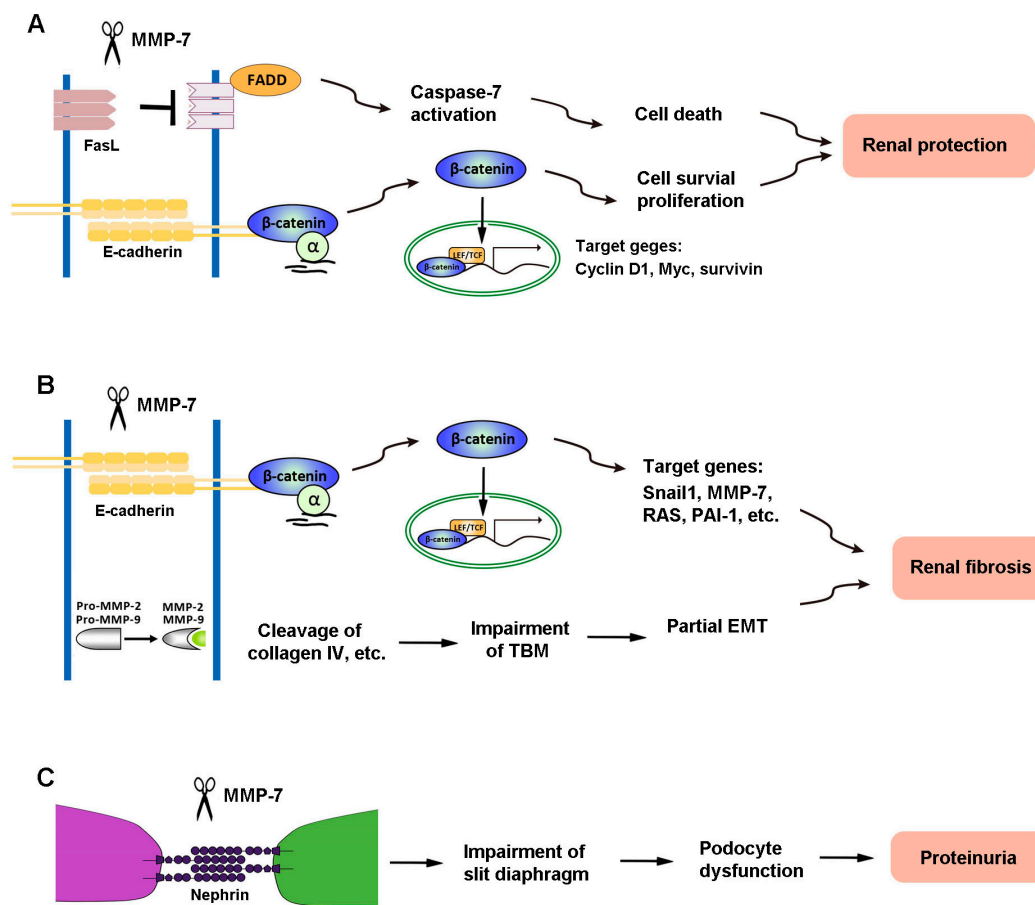 A
MMP-7
FADD
FasL
Caspase-7
activation
Cell death
Renal protection
E-cadherin
β-catenin
α
β-catenin
Cell survial
proliferation
LEF/TCF
β-catenin
Target geges:
Cyclin D1, Myc, survivin
B
MMP-7
E-cadherin
β-catenin
α
β-catenin
LEF/TCF
β-catenin
Target genes:
Snail1, MMP-7,
RAS, PAI-1, etc.
Renal fibrosis
Pro-MMP-2
Pro-MMP-9
MMP-2
MMP-9
Cleavage of
collagen IV, etc.
Impairment
of TBM
Partial EMT
C
MMP-7
Nephrin
Impairment of
slit diaphragm
Podocyte
dysfunction
Proteinuria